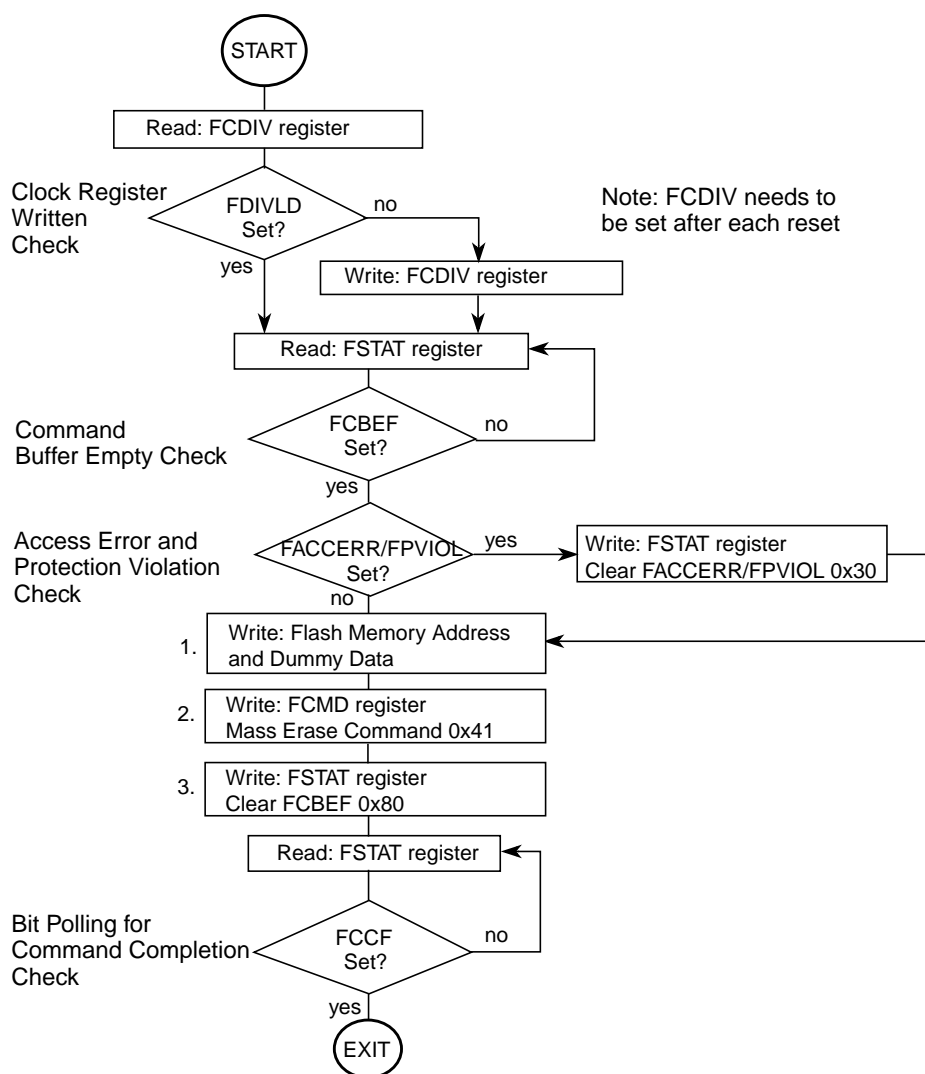 START
Read: FCDIV register
Clock Register
Written
Check
FDIVLD
Set?
no
yes
Note: FCDIV needs to
be set after each reset
Write: FCDIV register
Read: FSTAT register
Command
Buffer Empty Check
FCBEF
Set?
no
yes
Access Error and
Protection Violation
Check
FACCERR/FPVIOL
Set?
yes
no
Write: FSTAT register
Clear FACCERR/FPVIOL 0x30
1.
Write: Flash Memory Address
and Dummy Data
2.
Write: FCMD register
Mass Erase Command 0x41
3.
Write: FSTAT register
Clear FCBEF 0x80
Read: FSTAT register
Bit Polling for
Command Completion
Check
FCCF
Set?
no
yes
EXIT